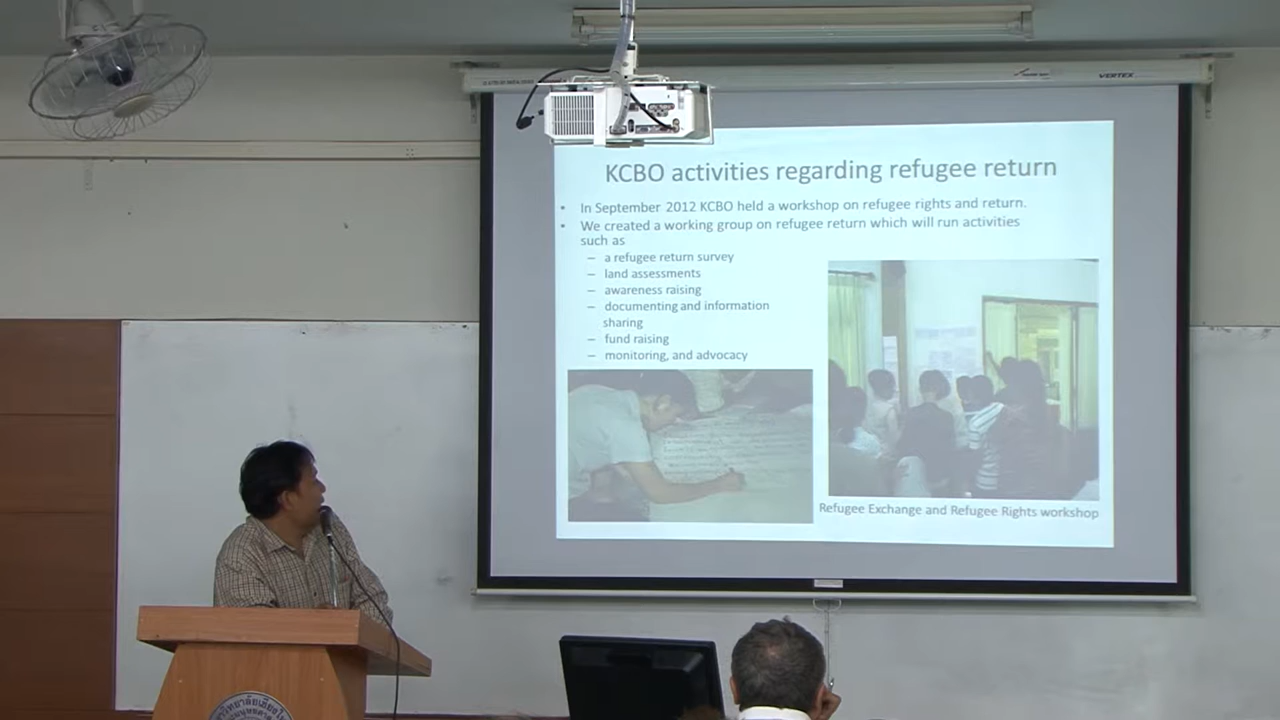 VERTEX
KCBO activities regarding refugee return
• In September 2012 KCBO held a workshop on refugee rights and return.
• We created a working group on refugee return which will run activities
such as
– a refugee return survey
– land assessments
– awareness raising
– documenting and information
sharing
– fund raising
– monitoring, and advocacy
Refugee Exchange and Refugee Rights workshop